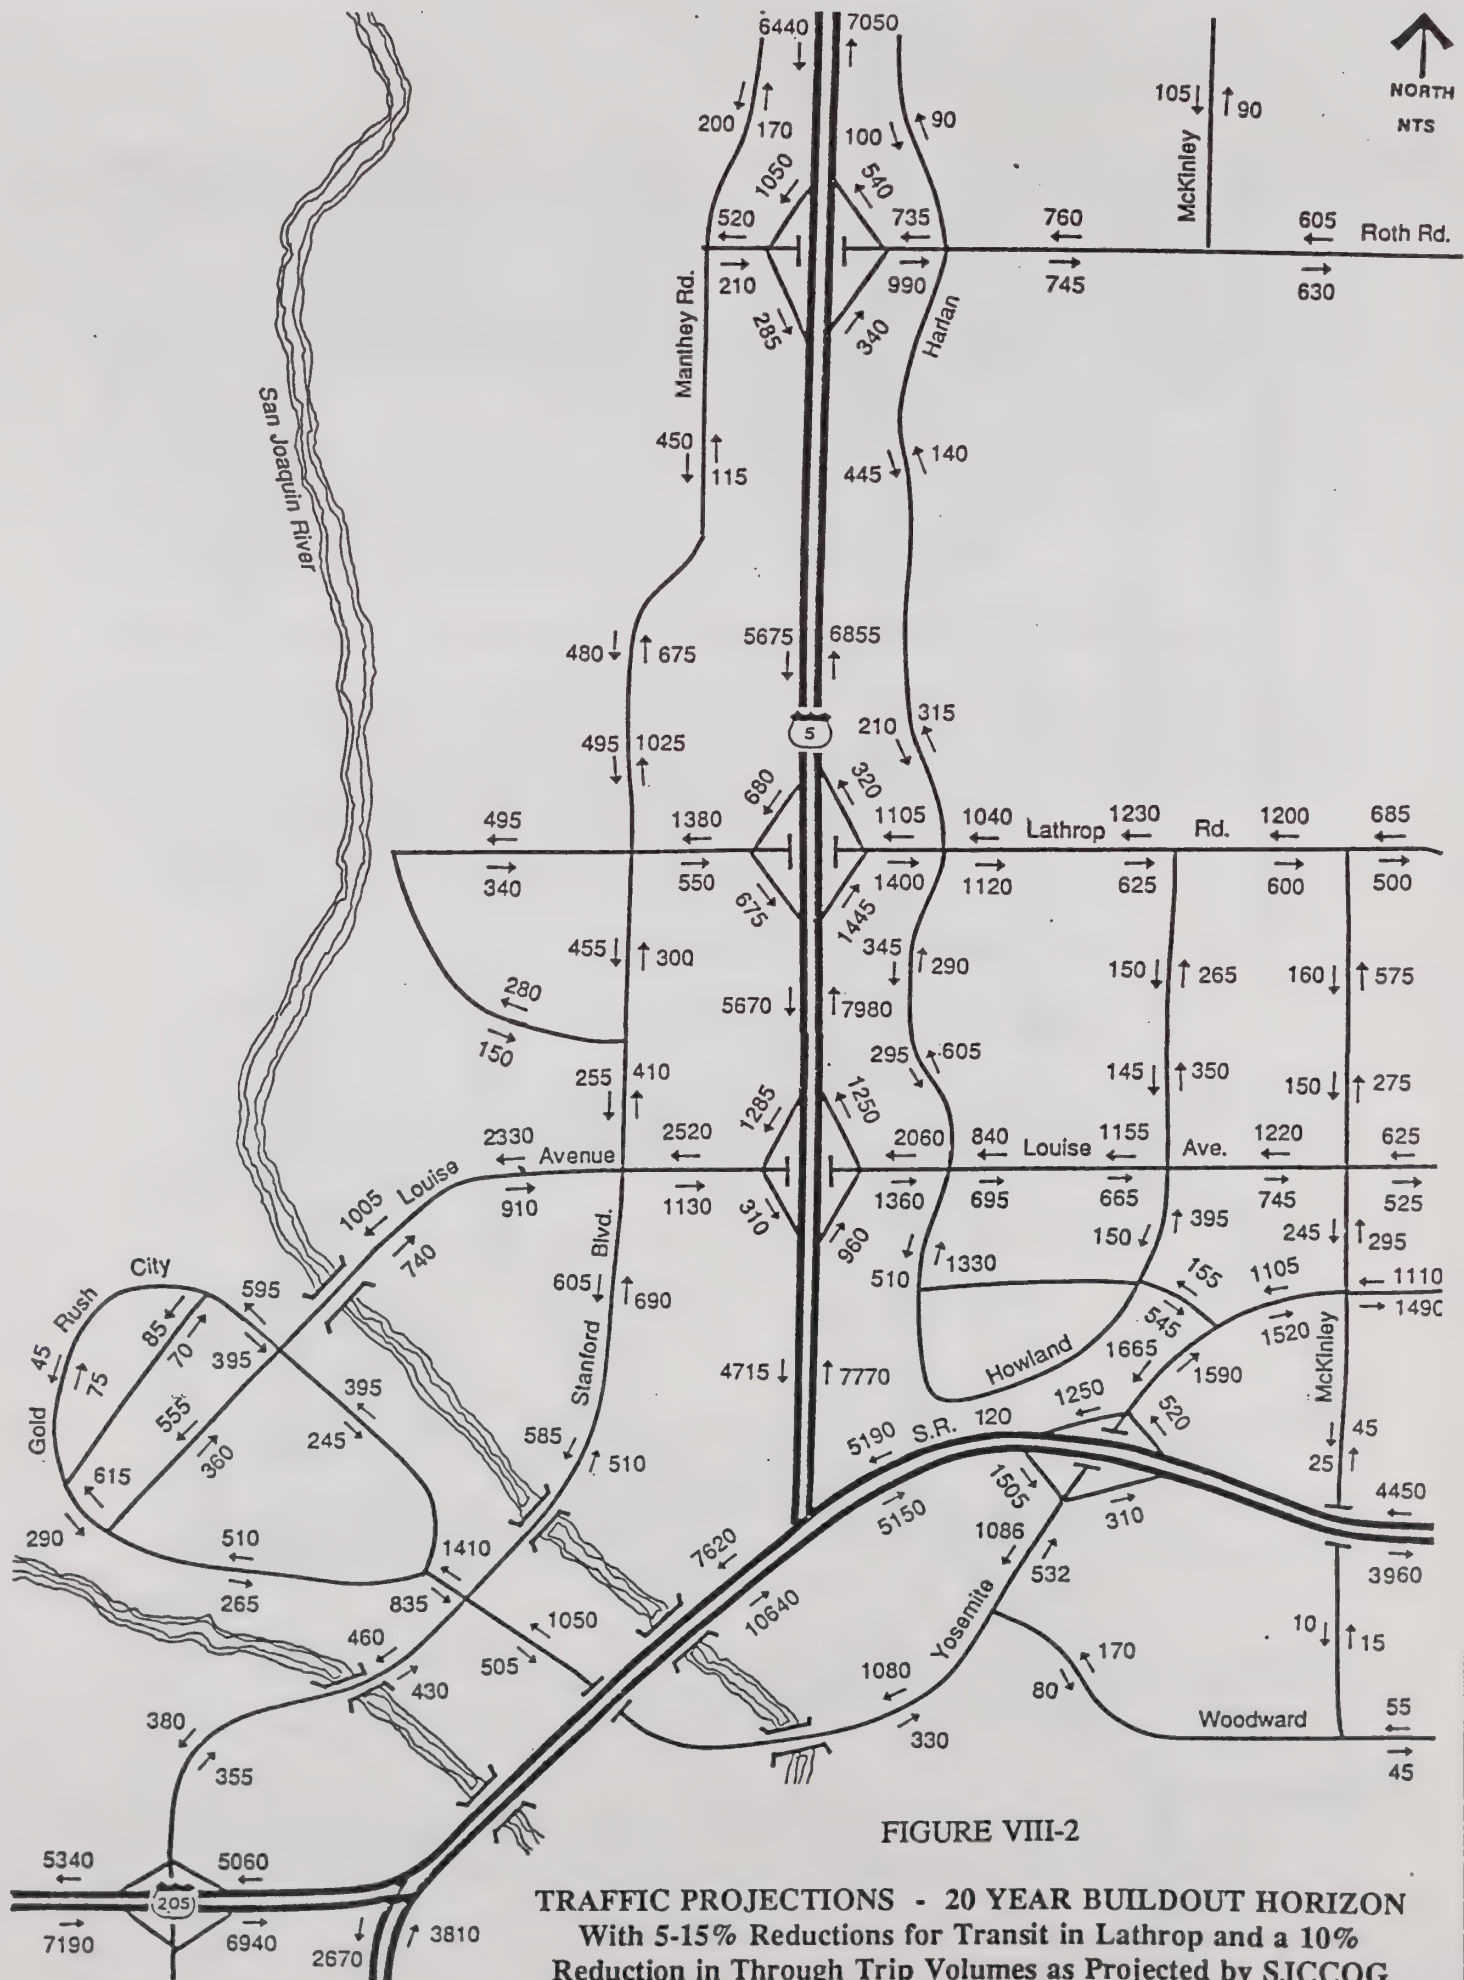 6440 7050
200 170 1050 540 100 90
105 90
McKinley
NORTH
NTS
520 735 760 605 Roth Rd.
210 990 745 630
285 340
Manthey Rd.
Harlan
San Joaquin River
450 115 445 140
480 675 5675 6855
495 1025 210 315
5
680 320
495 1380 1105 1040 Lathrop 1230 Rd. 1200 685
340 550 1400 1120 625 600 500
675 1445
455 300 345 290 150 265 160 575
280 5670 7980
150 295 605
255 410 145 350 150 275
1285 1250
2330 Avenue 2520 2060 840 Louise 1155 Ave. 1220 625
910 1130 1360 695 665 745 525
Louise
1005 740
310 960
Stanford Blvd.
605 690
510 1330 150 395 245 295
155 1105 1110
545 1520 1490
Gold Rush City
595
45 75 85 70 395
4715 7770
Howland
1665 1590
McKinley
555 360 395 245
585 510
5190 S.R. 120 1250 520
5150 1505 310
45 25
4450
3960
615
290 510 1410
265 835
7620
10640
1086 532
Yosemite
460 430
1050 505
1080 330
170 80
10 15
Woodward
55
45
380 355
5340 5060
205
7190 6940
2670 3810
FIGURE VIII-2
TRAFFIC PROJECTIONS - 20 YEAR BUILDOUT HORIZON
With 5-15% Reductions for Transit in Lathrop and a 10%
Reduction in Through Trip Volumes as Projected by SJCCOG